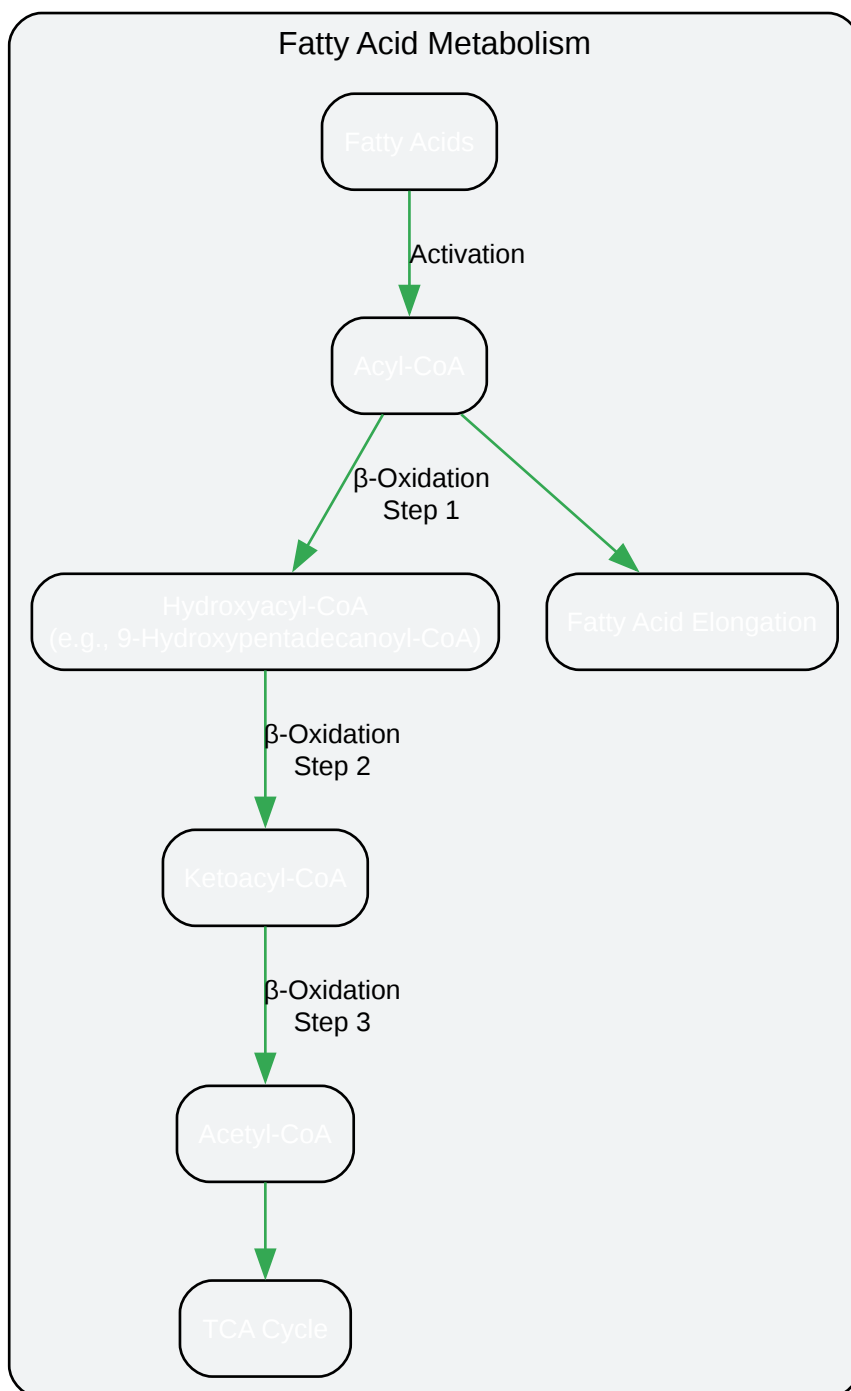 Fatty Acid Metabolism
Fatty Acids
Activation
Acyl-CoA
β-Oxidation
Step 1
Hydroxyacyl-CoA
(e.g., 9-Hydroxypentadecanoyl-CoA)
Fatty Acid Elongation
β-Oxidation
Step 2
Ketoacyl-CoA
β-Oxidation
Step 3
Acetyl-CoA
TCA Cycle